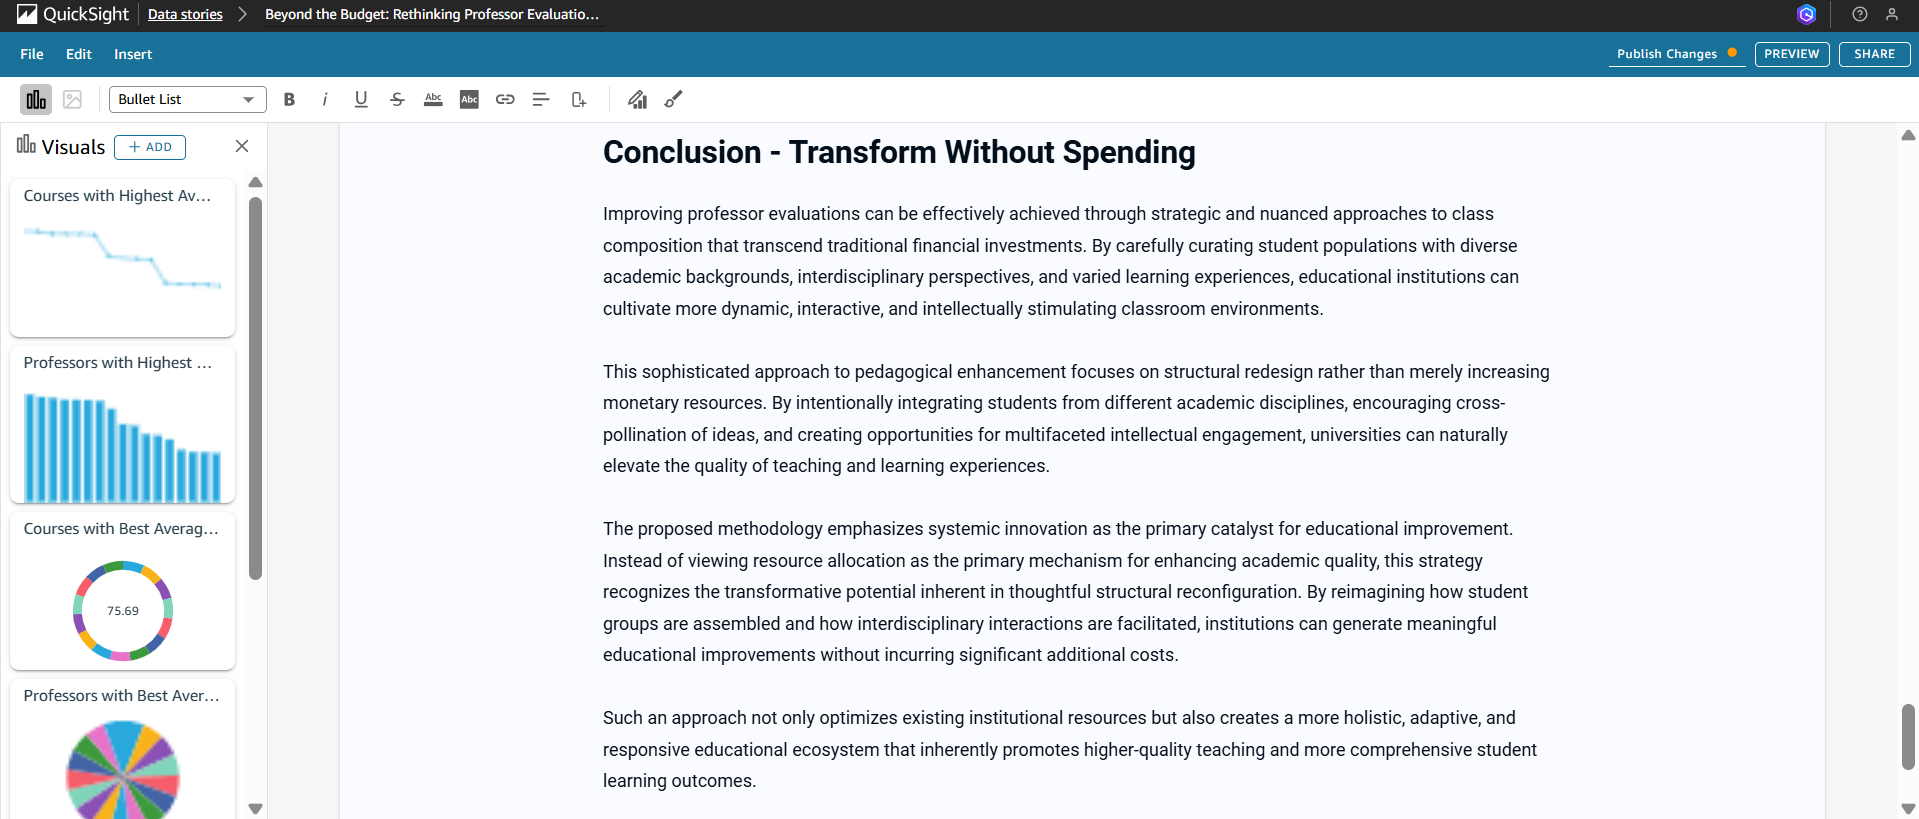 QuickSight Data stories Beyond the Budget: Rethinking Professor Evaluatio...
File Edit Insert Publish Changes PREVIEW SHARE
Bullet List B i U S Abc Abc
Visuals + ADD
Courses with Highest Av...
Professors with Highest ...
Courses with Best Averag...
75.69
Professors with Best Aver...
Conclusion - Transform Without Spending
Improving professor evaluations can be effectively achieved through strategic and nuanced approaches to class
composition that transcend traditional financial investments. By carefully curating student populations with diverse
academic backgrounds, interdisciplinary perspectives, and varied learning experiences, educational institutions can
cultivate more dynamic, interactive, and intellectually stimulating classroom environments.
This sophisticated approach to pedagogical enhancement focuses on structural redesign rather than merely increasing
monetary resources. By intentionally integrating students from different academic disciplines, encouraging cross-
pollination of ideas, and creating opportunities for multifaceted intellectual engagement, universities can naturally
elevate the quality of teaching and learning experiences.
The proposed methodology emphasizes systemic innovation as the primary catalyst for educational improvement.
Instead of viewing resource allocation as the primary mechanism for enhancing academic quality, this strategy
recognizes the transformative potential inherent in thoughtful structural reconfiguration. By reimagining how student
groups are assembled and how interdisciplinary interactions are facilitated, institutions can generate meaningful
educational improvements without incurring significant additional costs.
Such an approach not only optimizes existing institutional resources but also creates a more holistic, adaptive, and
responsive educational ecosystem that inherently promotes higher-quality teaching and more comprehensive student
learning outcomes.